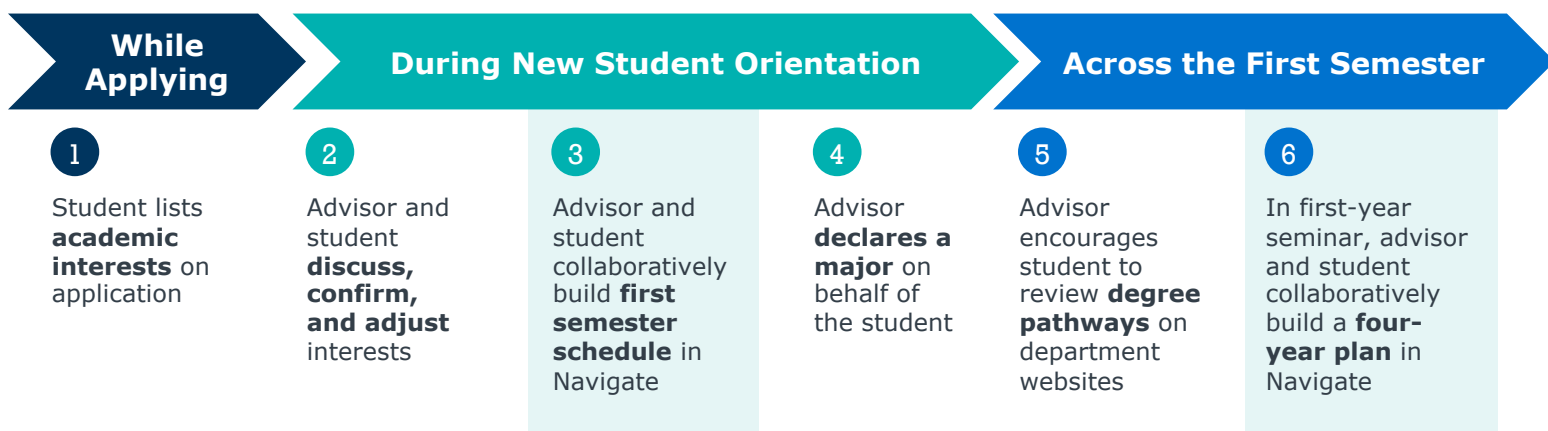 While
Applying
During New Student Orientation
Across the First Semester
1
Student lists
academic
interests on
application
2
Advisor and
student
discuss,
confirm,
and adjust
interests
3
Advisor and
student
collaboratively
build first
semester
schedule in
Navigate
4
Advisor
declares a
major on
behalf of
the student
5
Advisor
encourages
student to
review degree
pathways on
department
websites
6
In first-year
seminar, advisor
and student
collaboratively
build a four-
year plan in
Navigate